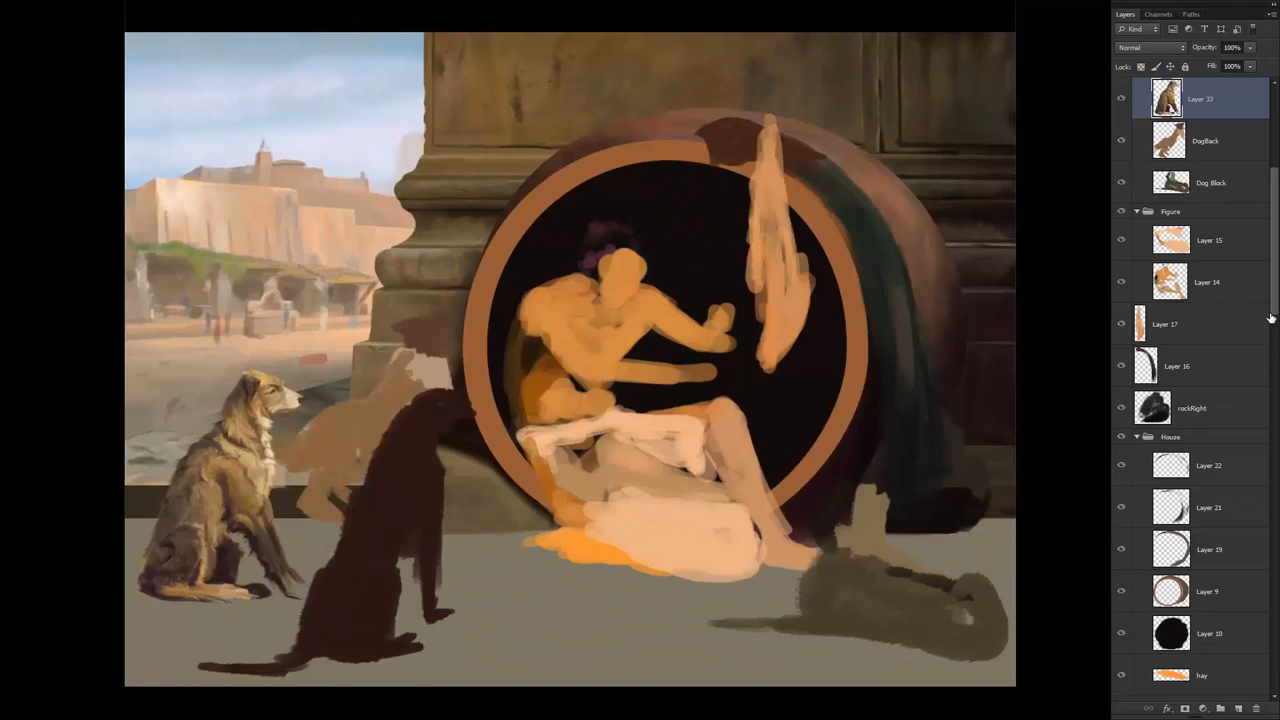 Layers Channels Paths
Kind
Normal Opacity: 100%
Lock: Fill: 100%
Layer 33
DogBack
Dog Block
Figure
Layer 15
Layer 14
Layer 17
Layer 16
rockRight
House
Layer 22
Layer 21
Layer 19
Layer 9
Layer 10
hay
fx